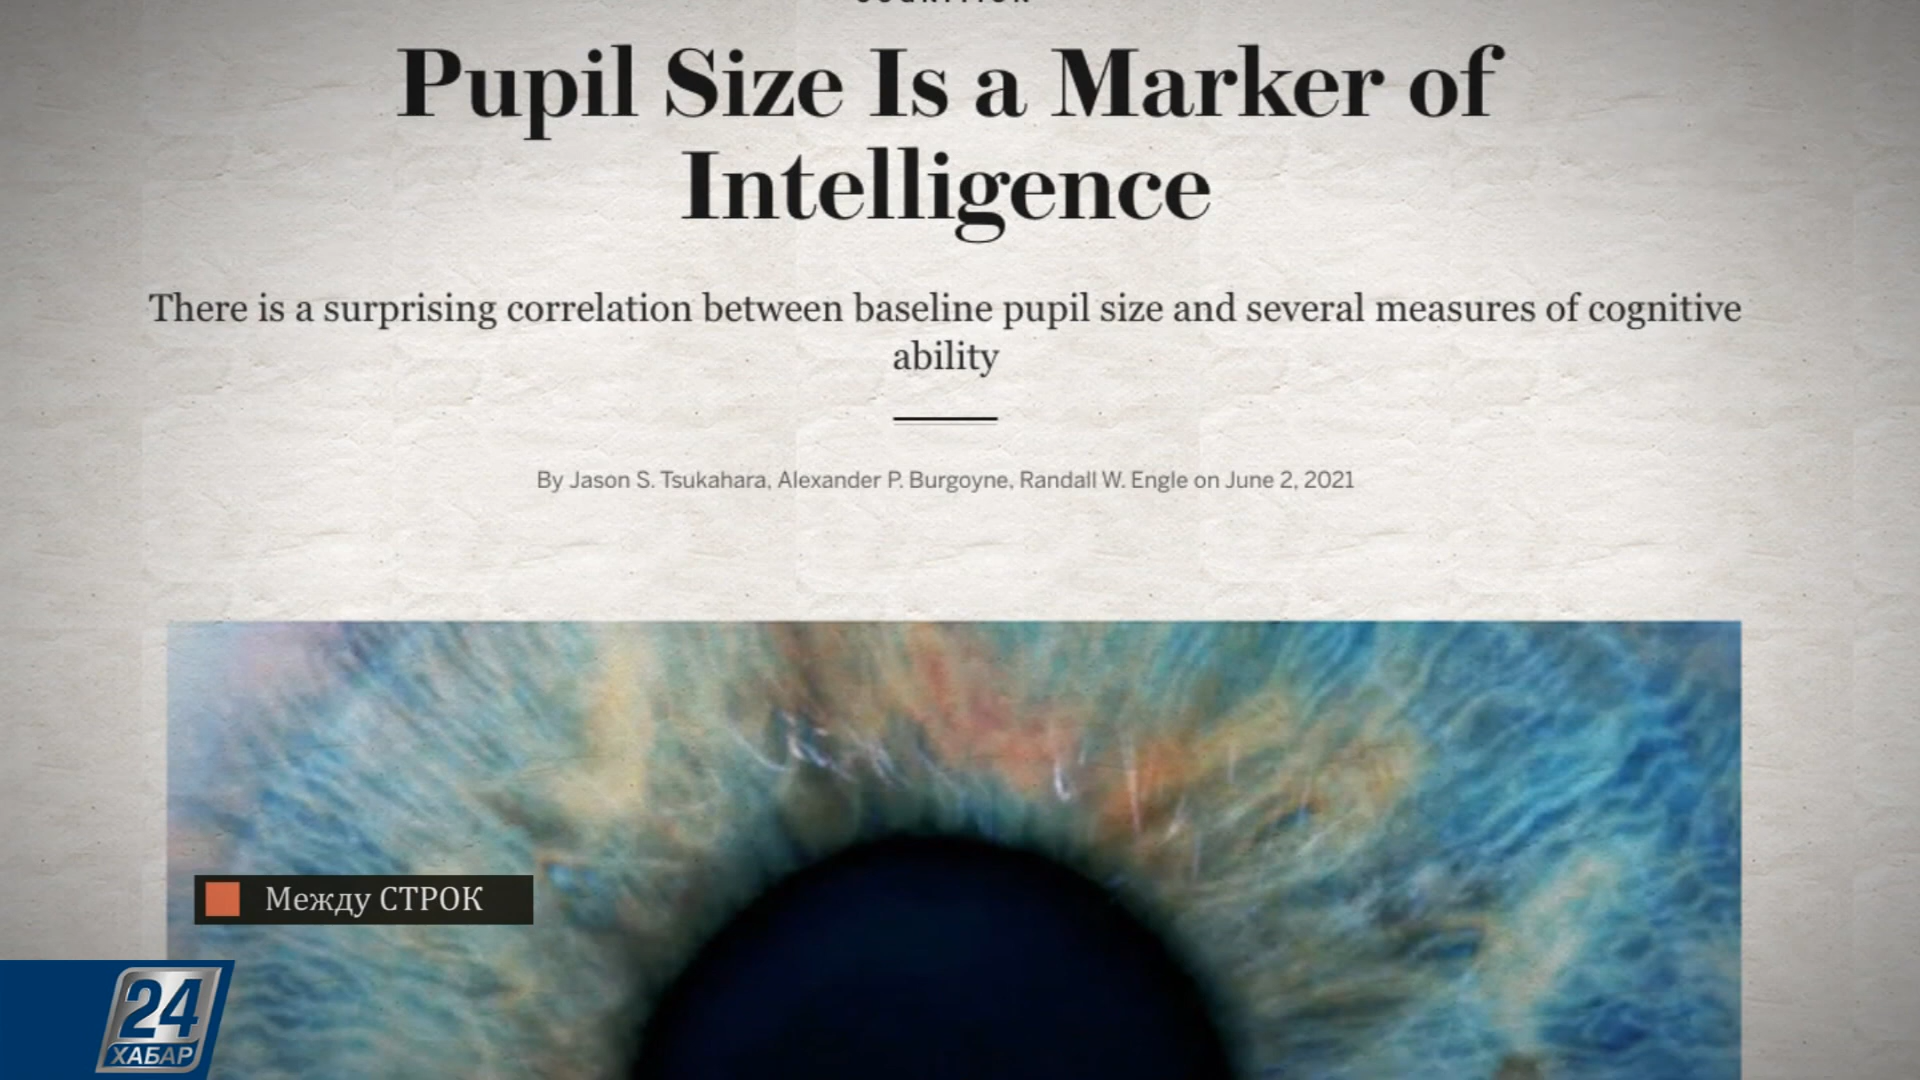 Pupil Size Is a Marker of
Intelligence
There is a surprising correlation between baseline pupil size and several measures of cognitive
ability
By Jason S. Tsukahara, Alexander P. Burgoyne, Randall W. Engle on June 2, 2021
Между СТРОК
24
ХАБАР